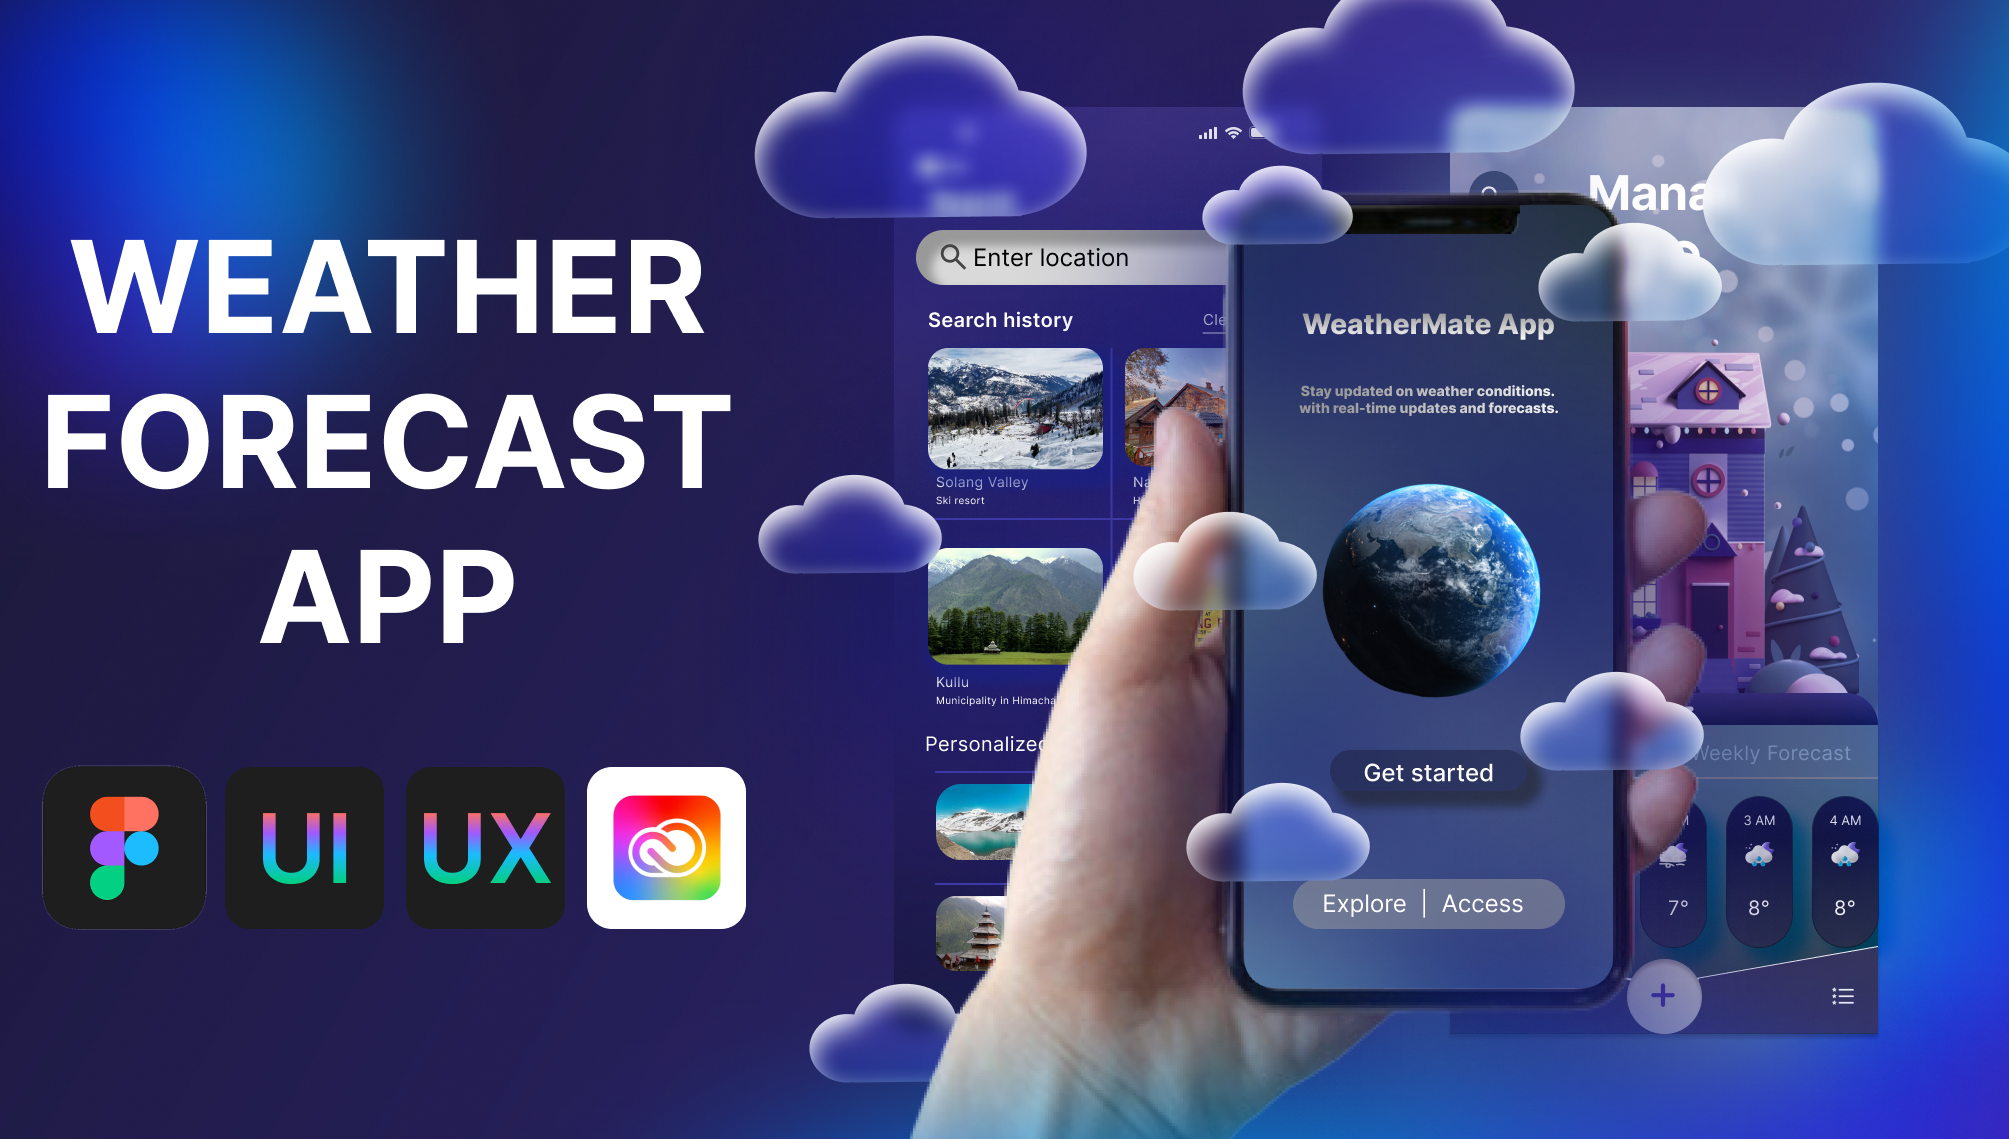 WEATHER
FORECAST
APP
UI
UX
Enter location
Search history
Solang Valley
Ski resort
Kullu
Municipality in
Personalized
WeatherMate App
Stay updated on weather conditions.
with real-time updates and forecasts.
Get started
Explore | Access
Weekly Forecast
3 AM
4 AM
7°
8°
8°